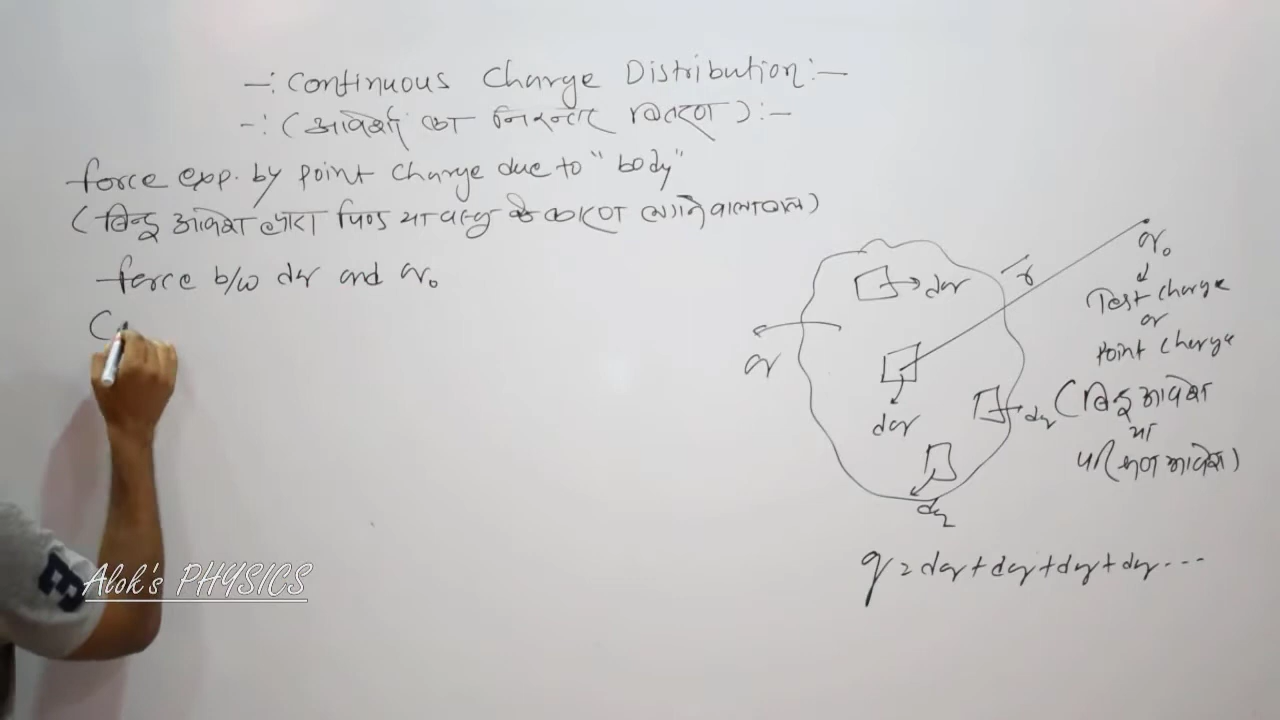 -: Continuous Charge Distribution :-
-: (आवेशों का निरन्तर वितरण) :-
force exp. by point charge due to "body"
(बिन्दु आवेश द्वारा पिण्ड या वस्तु के कारण लगने वाला बल)
force b/w dq and q₀
(
dq
r
q₀
Test charge
or
Point charge
(बिन्दु आवेश
या
परीक्षण आवेश)
q
dq
dq
dq
q = dq + dq + dq + dq ---
Alok's PHYSICS